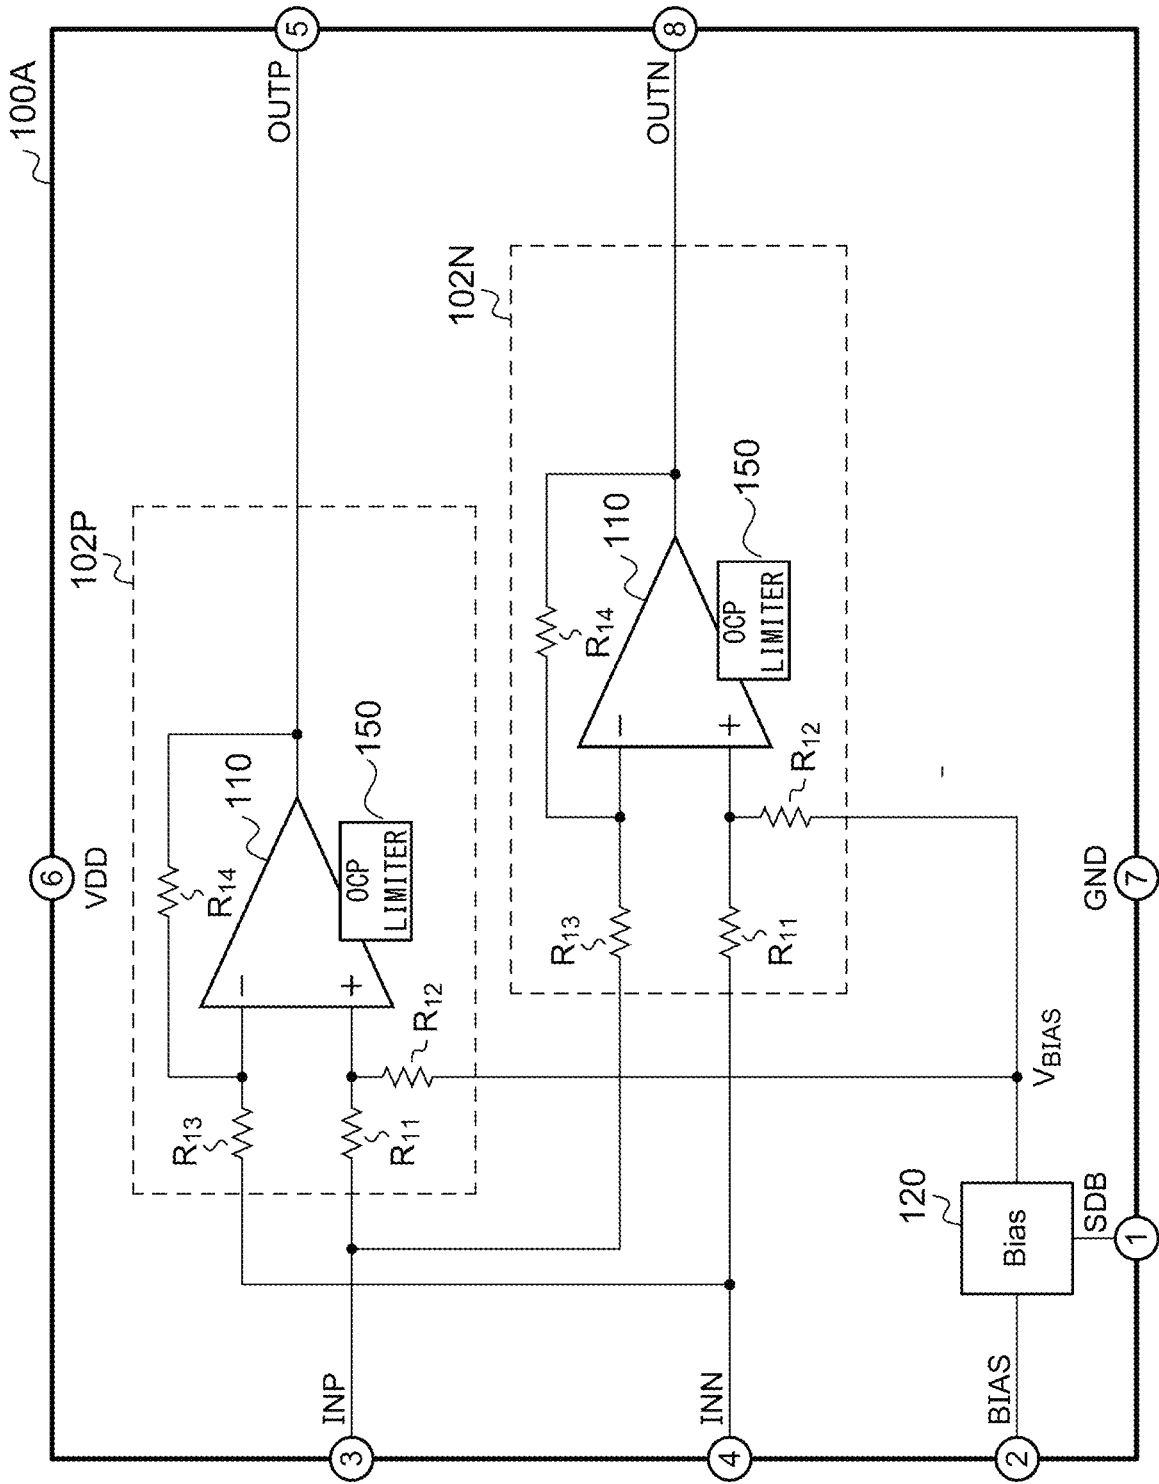 100A
6
VDD
102P
R14
110
R13
150
OCP
LIMITER
R11
R12
OUTP
5
102N
R14
110
R13
150
OCP
LIMITER
R11
R12
OUTN
8
INP
3
INN
4
BIAS
2
120
Bias
SDB
1
VBIAS
GND
7
−
+
−
+